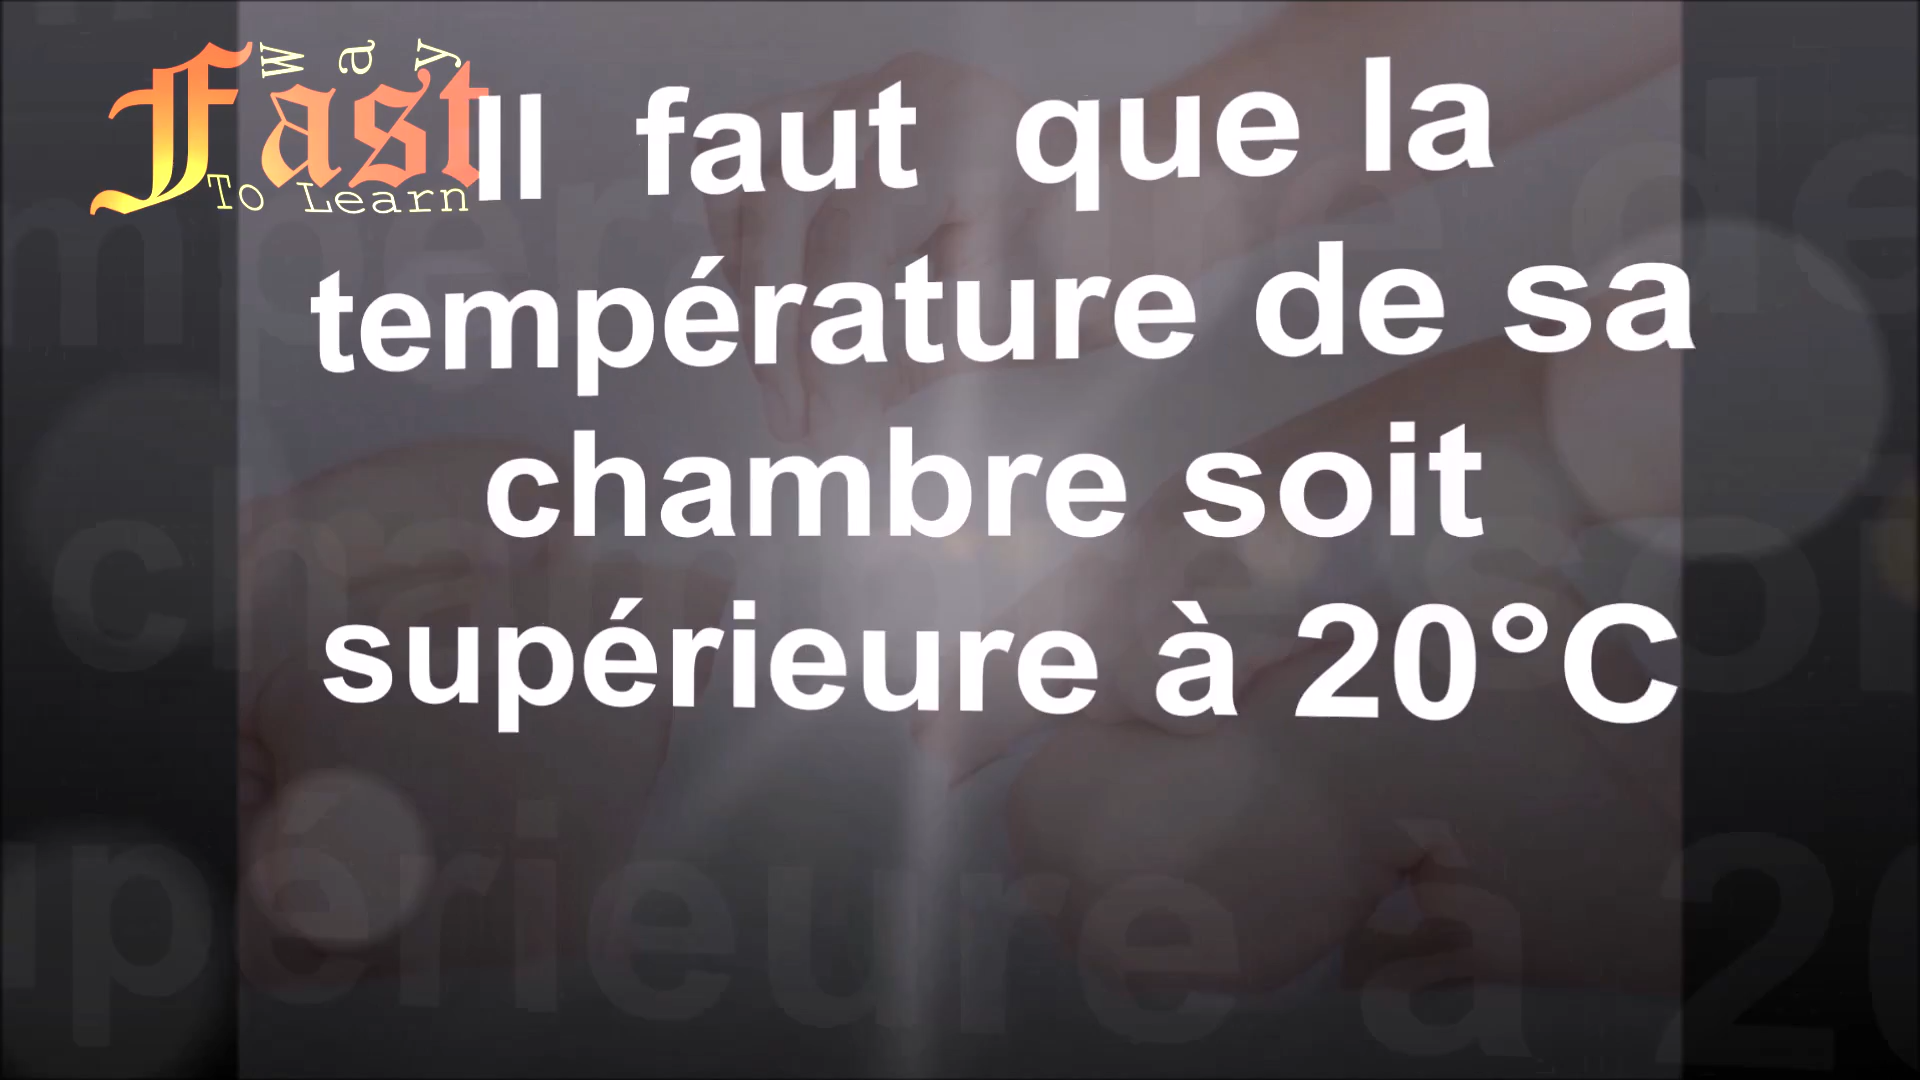 Fast
Way
To Learn
Il faut que la
température de sa
chambre soit
supérieure à 20°C